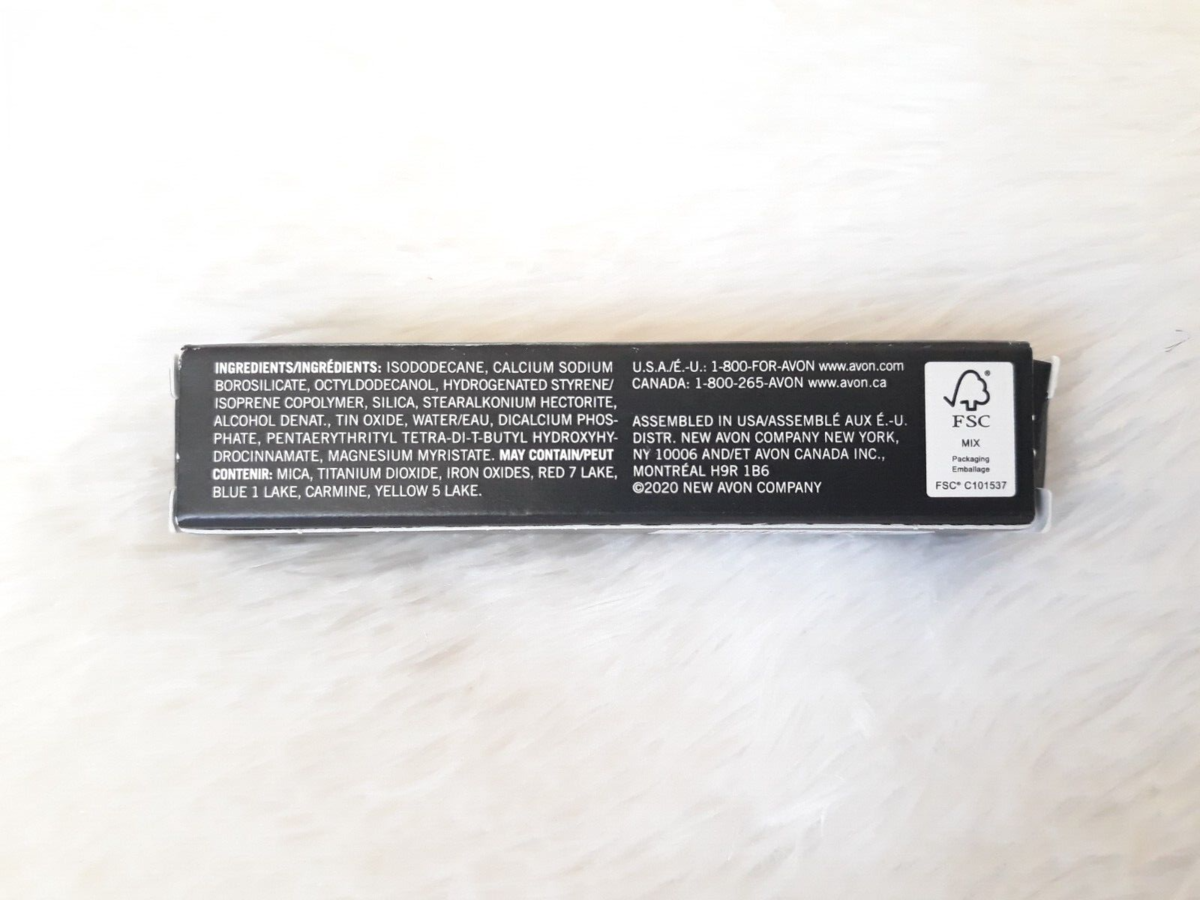 INGREDIENTS/INGRÉDIENTS: ISODODECANE, CALCIUM SODIUM
BOROSILICATE, OCTYLDODECANOL, HYDROGENATED STYRENE/
ISOPRENE COPOLYMER, SILICA, STEARALKONIUM HECTORITE,
ALCOHOL DENAT., TIN OXIDE, WATER/EAU, DICALCIUM PHOS-
PHATE, PENTAERYTHRITYL TETRA-DI-T-BUTYL HYDROXYHY-
DROCINNAMATE, MAGNESIUM MYRISTATE. MAY CONTAIN/PEUT
CONTENIR: MICA, TITANIUM DIOXIDE, IRON OXIDES, RED 7 LAKE,
BLUE 1 LAKE, CARMINE, YELLOW 5 LAKE.
U.S.A./É.-U.: 1-800-FOR-AVON www.avon.com
CANADA: 1-800-265-AVON www.avon.ca
ASSEMBLED IN USA/ASSEMBLÉ AUX É.-U.
DISTR. NEW AVON COMPANY NEW YORK,
NY 10006 AND/ET AVON CANADA INC.,
MONTRÉAL H9R 1B6
©2020 NEW AVON COMPANY
®
FSC
MIX
Packaging
Emballage
FSC® C101537